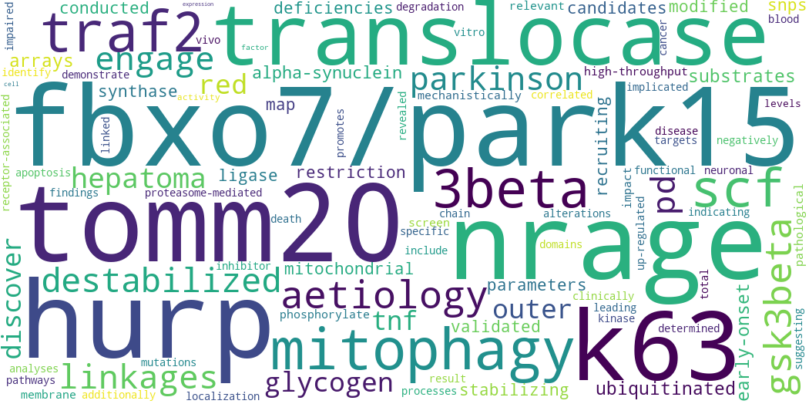 impaired
conducted
expression
deficiencies
degradation
relevant
candidates
modified
snps
blood
traf2
translocase
vivo
factor
vitro
cancer
arrays
engage
identify
demonstrate
red
alpha-synuclein
parkinson
high-throughput
substrates
cell
synthase
activity
map
mechanistically
correlated
implicated
levels
fbxo7/park15
receptor-associated
linked
promotes
revealed
recruiting
disease
targets
negatively
apoptosis
hepatoma
ligase
restriction
3beta
impact
functional
neuronal
scf
findings
proteasome-mediated
pd
tomm20
death
chain
alterations
indicating
pathological
screen
specific
nrage
up-regulated
domains
include
discover
destabilized
inhibitor
mitochondrial
parameters
total
gsk3beta
hurp
aetiology
outer
clinically
leading
kinase
k63
determined
early-onset
suggesting
phosphorylate
tnf
validated
mitophagy
analyses
linkages
mutations
pathways
glycogen
result
processes
stabilizing
ubiquitinated
membrane
additionally
localization